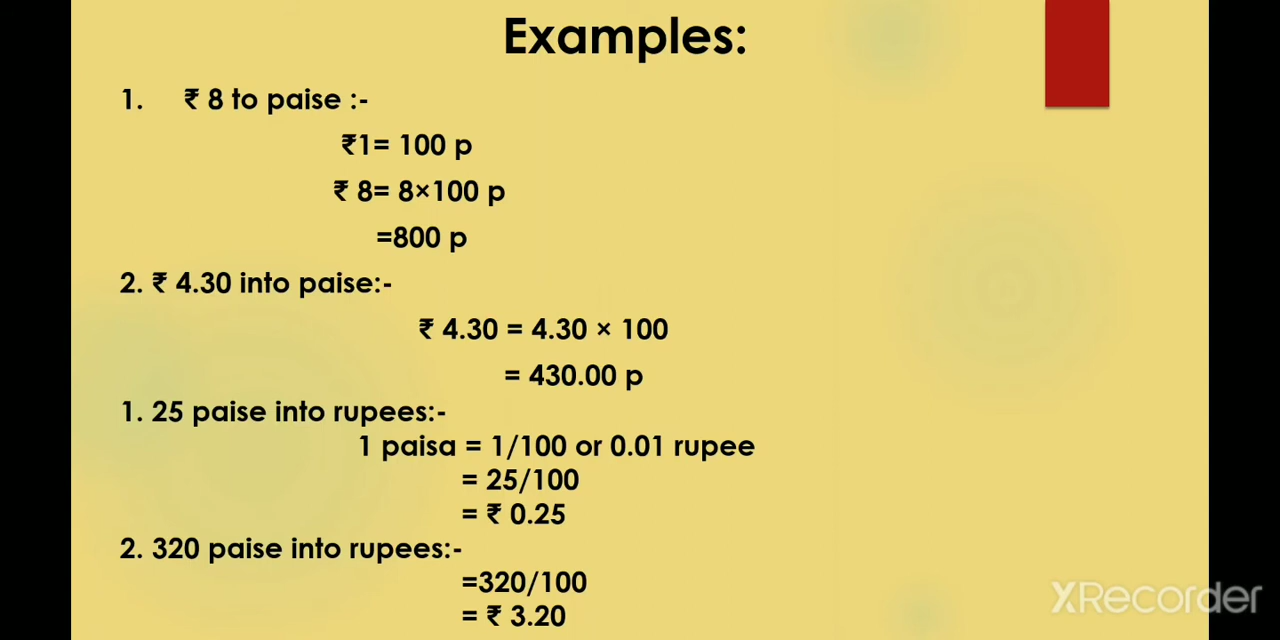 Examples:
1. ₹ 8 to paise :-
₹1= 100 p
₹ 8= 8×100 p
=800 p
2. ₹ 4.30 into paise:-
₹ 4.30 = 4.30 × 100
= 430.00 p
1. 25 paise into rupees:-
1 paisa = 1/100 or 0.01 rupee
= 25/100
= ₹ 0.25
2. 320 paise into rupees:-
=320/100
= ₹ 3.20
XRecorder